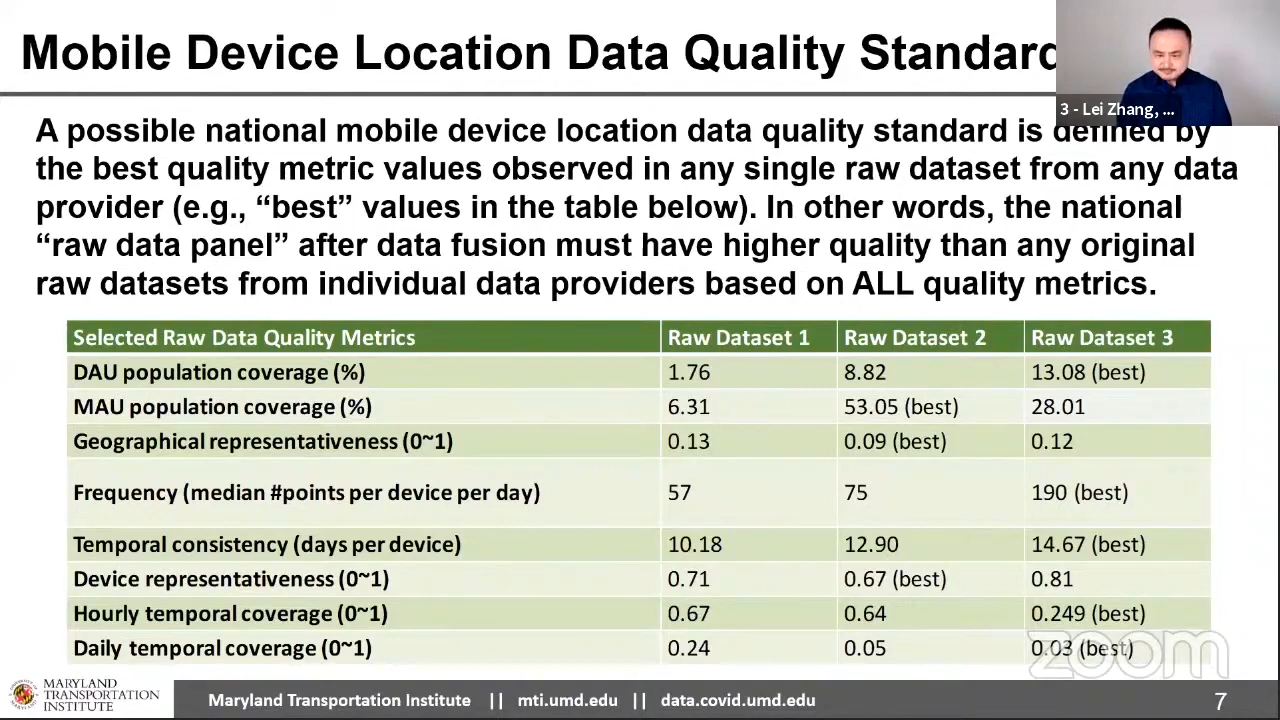 Mobile Device Location Data Quality Standard
3 - Lei Zhang, ...
A possible national mobile device location data quality standard is defined by
the best quality metric values observed in any single raw dataset from any data
provider (e.g., “best” values in the table below). In other words, the national
“raw data panel” after data fusion must have higher quality than any original
raw datasets from individual data providers based on ALL quality metrics.
Selected Raw Data Quality Metrics Raw Dataset 1 Raw Dataset 2 Raw Dataset 3
DAU population coverage (%) 1.76 8.82 13.08 (best)
MAU population coverage (%) 6.31 53.05 (best) 28.01
Geographical representativeness (0~1) 0.13 0.09 (best) 0.12
Frequency (median #points per device per day) 57 75 190 (best)
Temporal consistency (days per device) 10.18 12.90 14.67 (best)
Device representativeness (0~1) 0.71 0.67 (best) 0.81
Hourly temporal coverage (0~1) 0.67 0.64 0.249 (best)
Daily temporal coverage (0~1) 0.24 0.05 0.03 (best)
zoom
MARYLAND
TRANSPORTATION
INSTITUTE
Maryland Transportation Institute || mti.umd.edu || data.covid.umd.edu
7